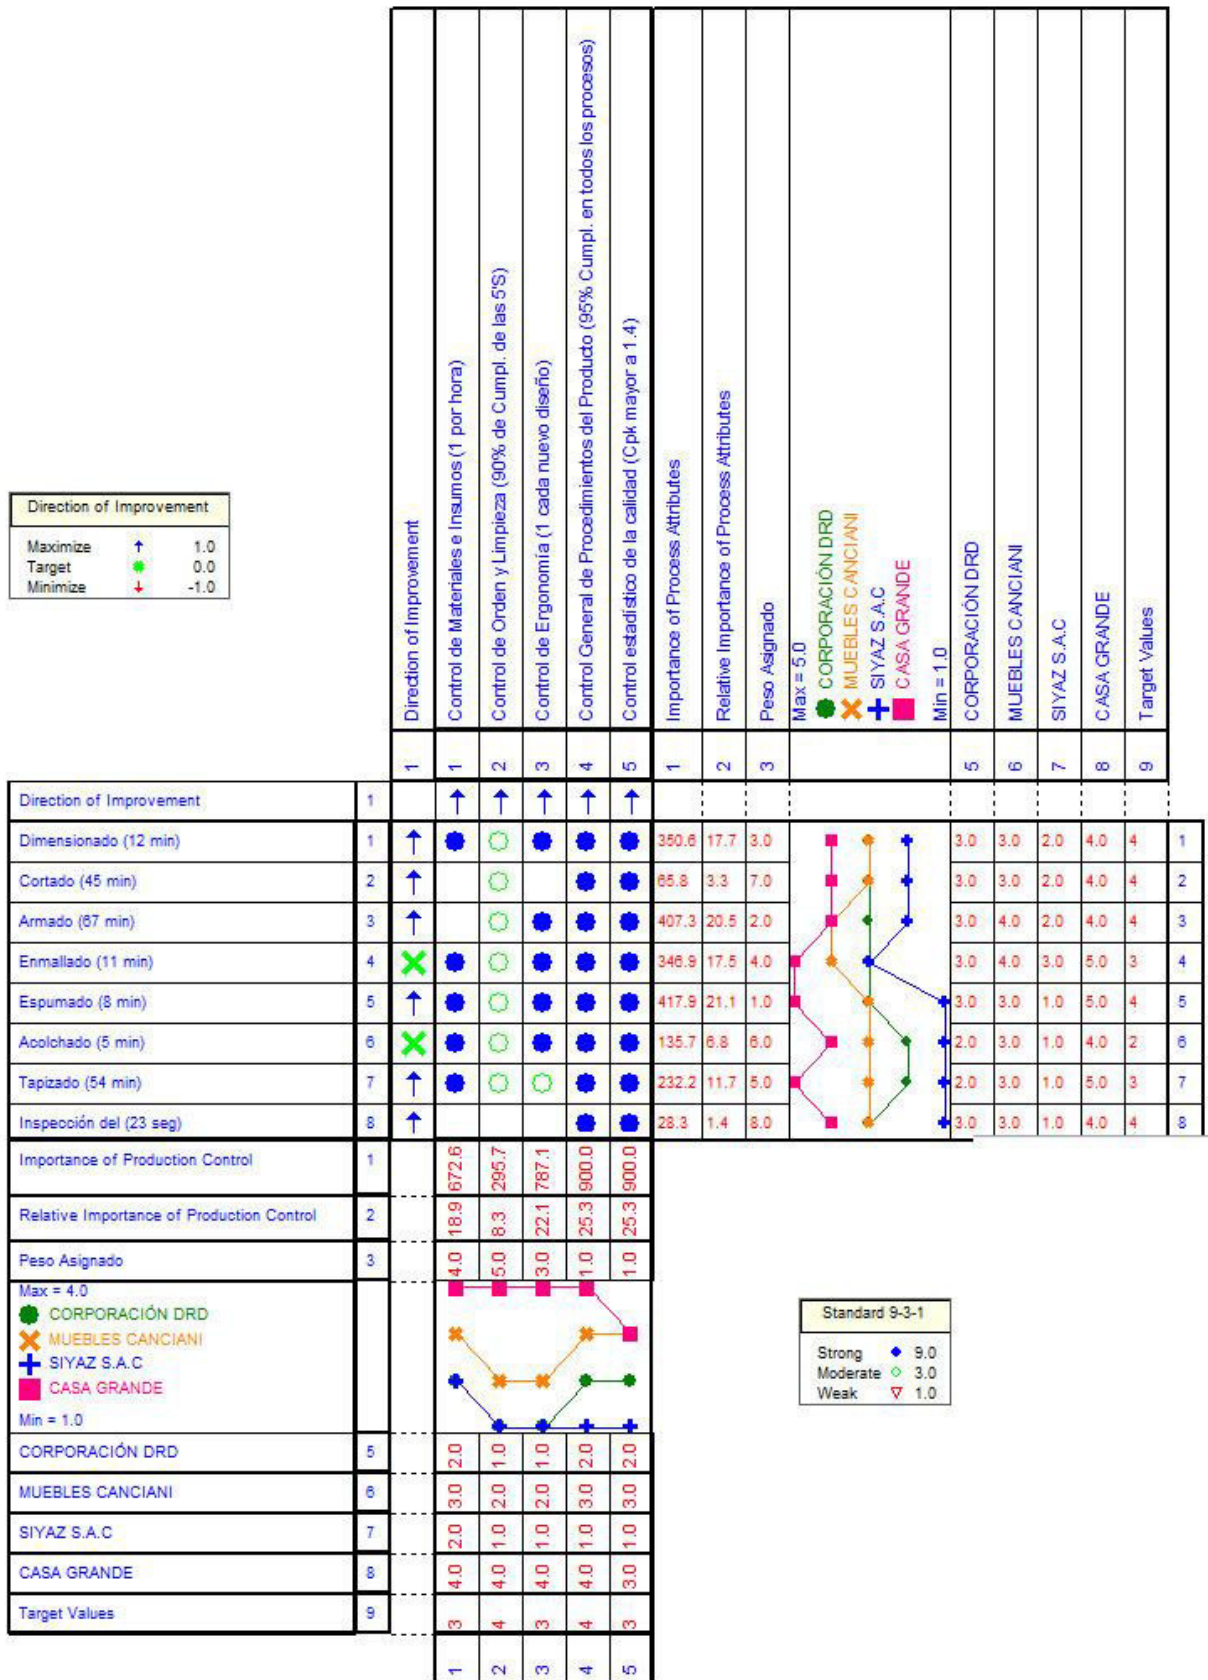 Direction of Improvement
Control de Materiales e Insumos (1 por hora)
Control de Orden y Limpieza (90% de Cumpl. de las 5'S)
Control de Ergonomía (1 cada nuevo diseño)
Control General de Procedimientos del Producto (95% Cumpl. en todos los procesos)
Control estadístico de la calidad (Cpk mayor a 1.4)
Importance of Process Attributes
Relative Importance of Process Attributes
Peso Asignado
Max = 5.0
CORPORACIÓN DRD
MUEBLES CANCIANI
SIYAZ S.A.C
CASA GRANDE
Min = 1.0
CORPORACIÓN DRD
MUEBLES CANCIANI
SIYAZ S.A.C
CASA GRANDE
Target Values
Direction of Improvement
Maximize 1.0
Target 0.0
Minimize -1.0
1 1 2 3 4 5 1 2 3 5 6 7 8 9
Direction of Improvement 1
Dimensionado (12 min) 1 350.6 17.7 3.0 3.0 3.0 2.0 4.0 4 1
Cortado (45 min) 2 65.8 3.3 7.0 3.0 3.0 2.0 4.0 4 2
Armado (67 min) 3 407.3 20.5 2.0 3.0 4.0 2.0 4.0 4 3
Enmallado (11 min) 4 346.9 17.5 4.0 3.0 4.0 3.0 5.0 3 4
Espumado (8 min) 5 417.9 21.1 1.0 3.0 3.0 1.0 5.0 4 5
Acolchado (5 min) 6 135.7 6.8 6.0 2.0 3.0 1.0 4.0 2 6
Tapizado (54 min) 7 232.2 11.7 5.0 2.0 3.0 1.0 5.0 3 7
Inspección del (23 seg) 8 28.3 1.4 8.0 3.0 3.0 1.0 4.0 4 8
Importance of Production Control 1 672.6 295.7 787.1 900.0 900.0
Relative Importance of Production Control 2 18.9 8.3 22.1 25.3 25.3
Peso Asignado 3 4.0 5.0 3.0 1.0 1.0
Max = 4.0
CORPORACIÓN DRD
MUEBLES CANCIANI
SIYAZ S.A.C
CASA GRANDE
Min = 1.0
Standard 9-3-1
Strong 9.0
Moderate 3.0
Weak 1.0
CORPORACIÓN DRD 5 2.0 1.0 1.0 2.0 2.0
MUEBLES CANCIANI 6 3.0 2.0 2.0 3.0 3.0
SIYAZ S.A.C 7 2.0 1.0 1.0 1.0 1.0
CASA GRANDE 8 4.0 4.0 4.0 4.0 3.0
Target Values 9 3 4 3 4 3
1 2 3 4 5